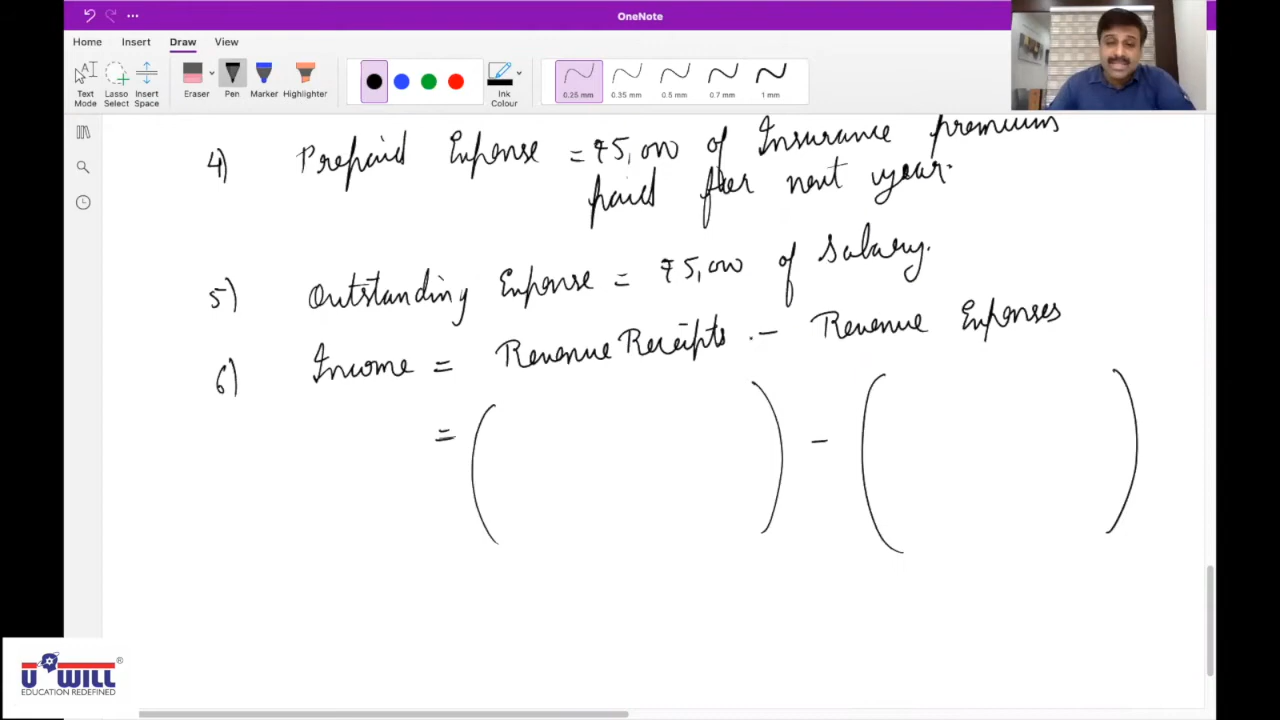 OneNote
Home Insert Draw View
Text Mode Lasso Select Insert Space Eraser Pen Marker Highlighter Ink Colour 0.25 mm 0.35 mm 0.5 mm 0.7 mm 1 mm
4) Prepaid Expense = ₹5,000 of Insurance premium
paid for next year.
5) Outstanding Expense = ₹5,000 of Salary.
6) Income = Revenue Receipts - Revenue Expenses
= ( ) - ( )
U WILL ®
EDUCATION REDEFINED